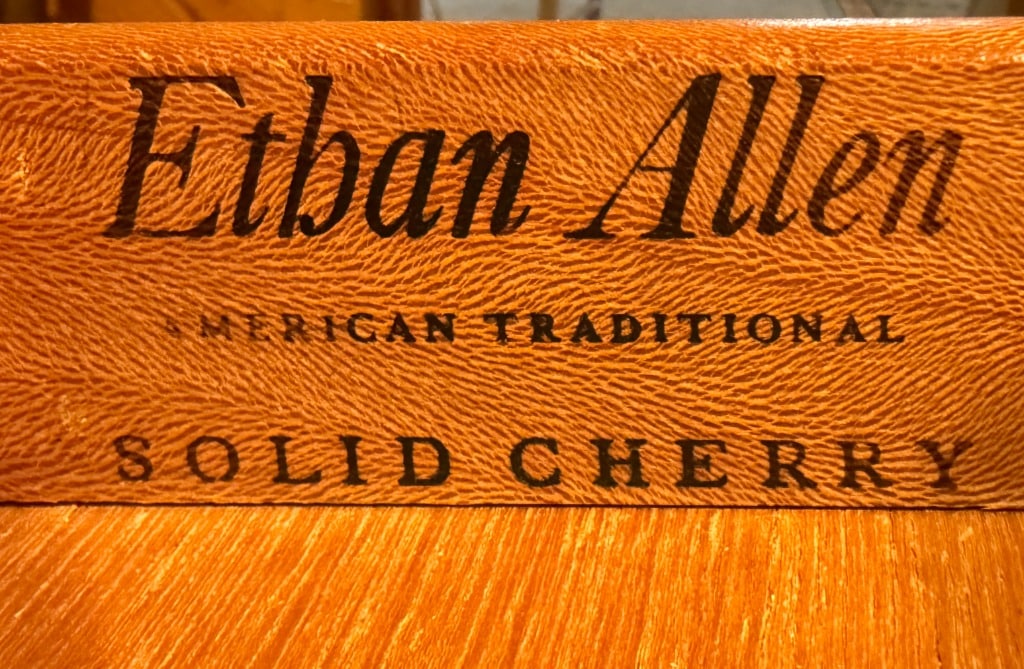 Ethan Allen
AMERICAN TRADITIONAL
SOLID CHERRY